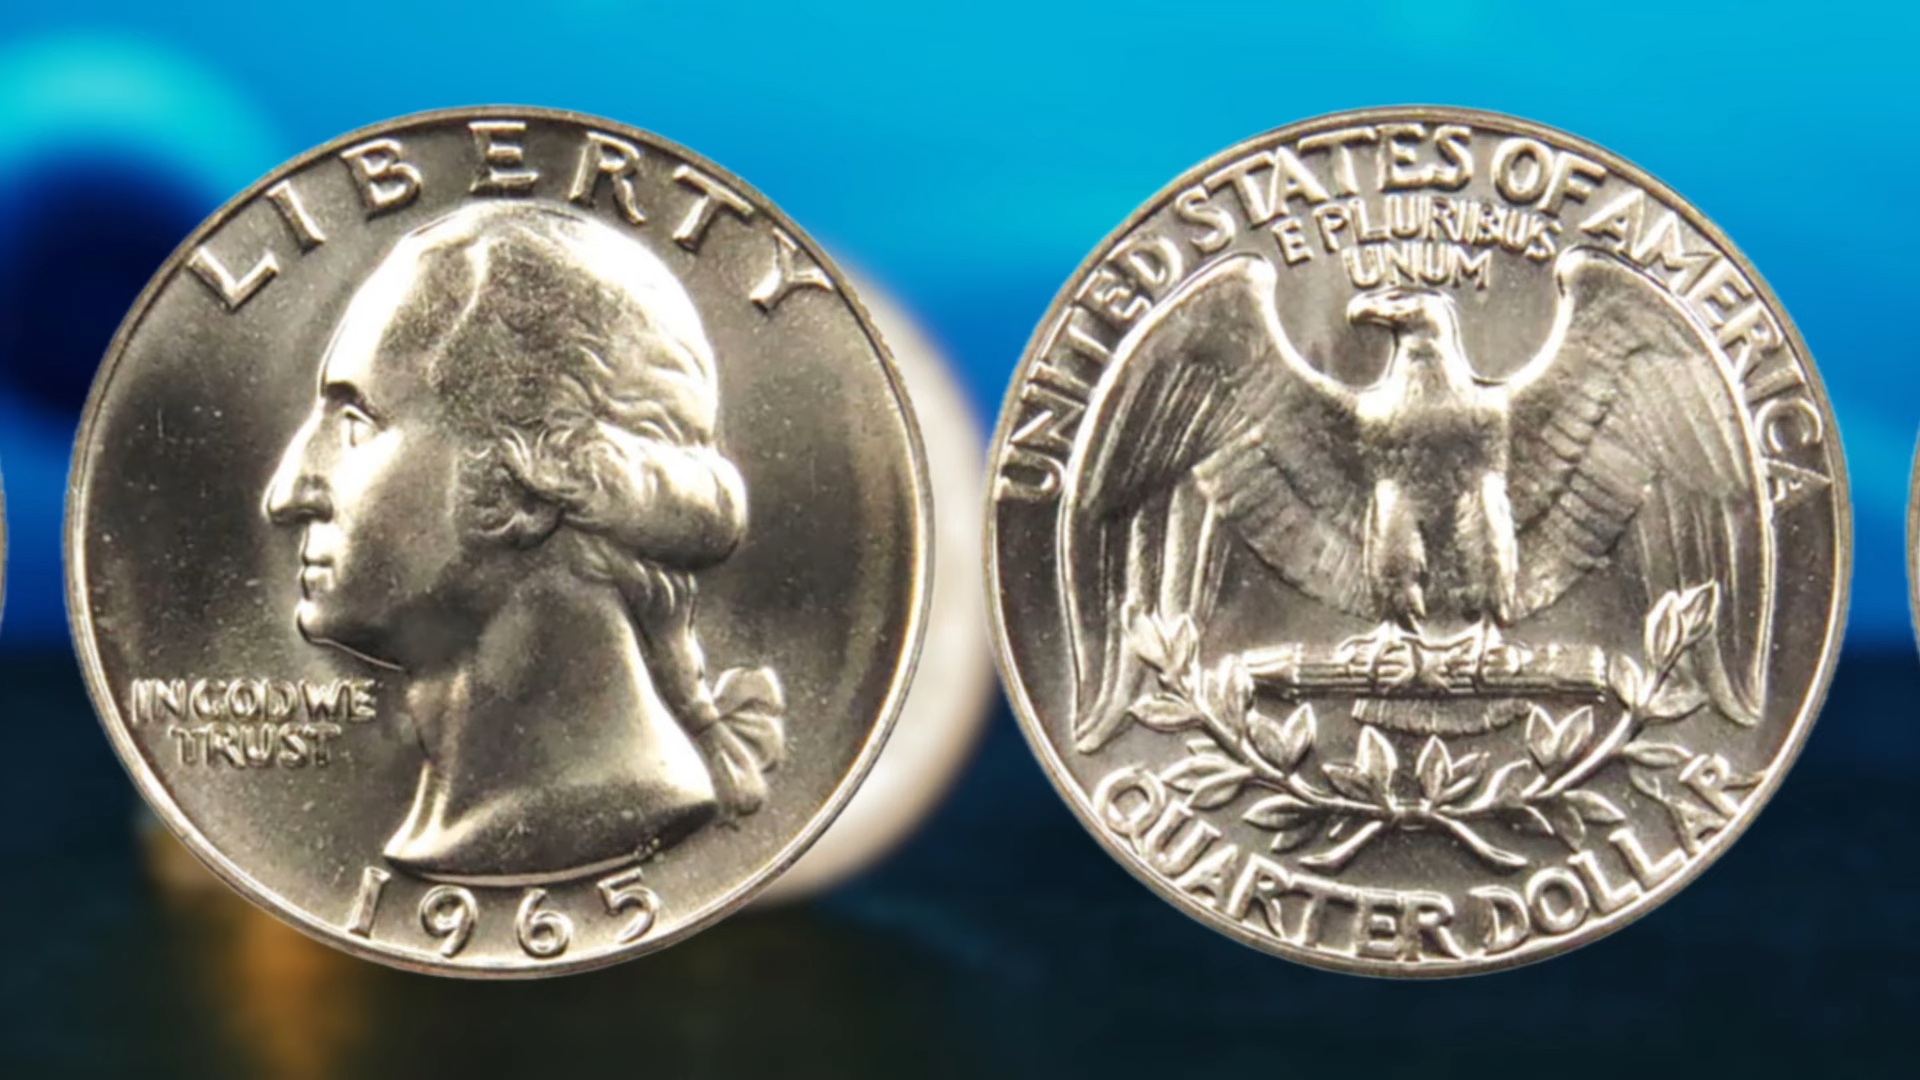 LIBERTY
IN GOD WE
TRUST
1965
UNITED STATES OF AMERICA
E PLURIBUS
UNUM
QUARTER DOLLAR